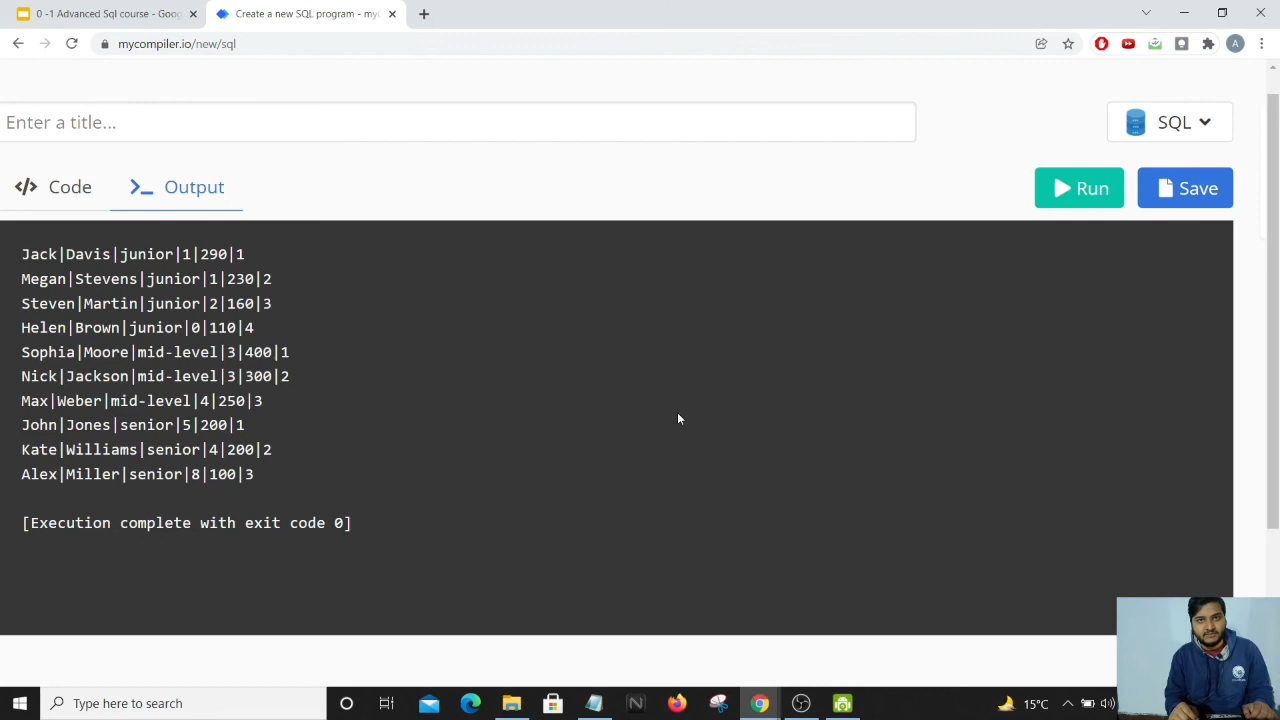 0 -1 Advanced Sql course - Goog
Create a new SQL program - myC
mycompiler.io/new/sql
A
Enter a title...
SQL
Code
Output
Run
Save
Jack|Davis|junior|1|290|1
Megan|Stevens|junior|1|230|2
Steven|Martin|junior|2|160|3
Helen|Brown|junior|0|110|4
Sophia|Moore|mid-level|3|400|1
Nick|Jackson|mid-level|3|300|2
Max|Weber|mid-level|4|250|3
John|Jones|senior|5|200|1
Kate|Williams|senior|4|200|2
Alex|Miller|senior|8|100|3
[Execution complete with exit code 0]
Type here to search
15°C